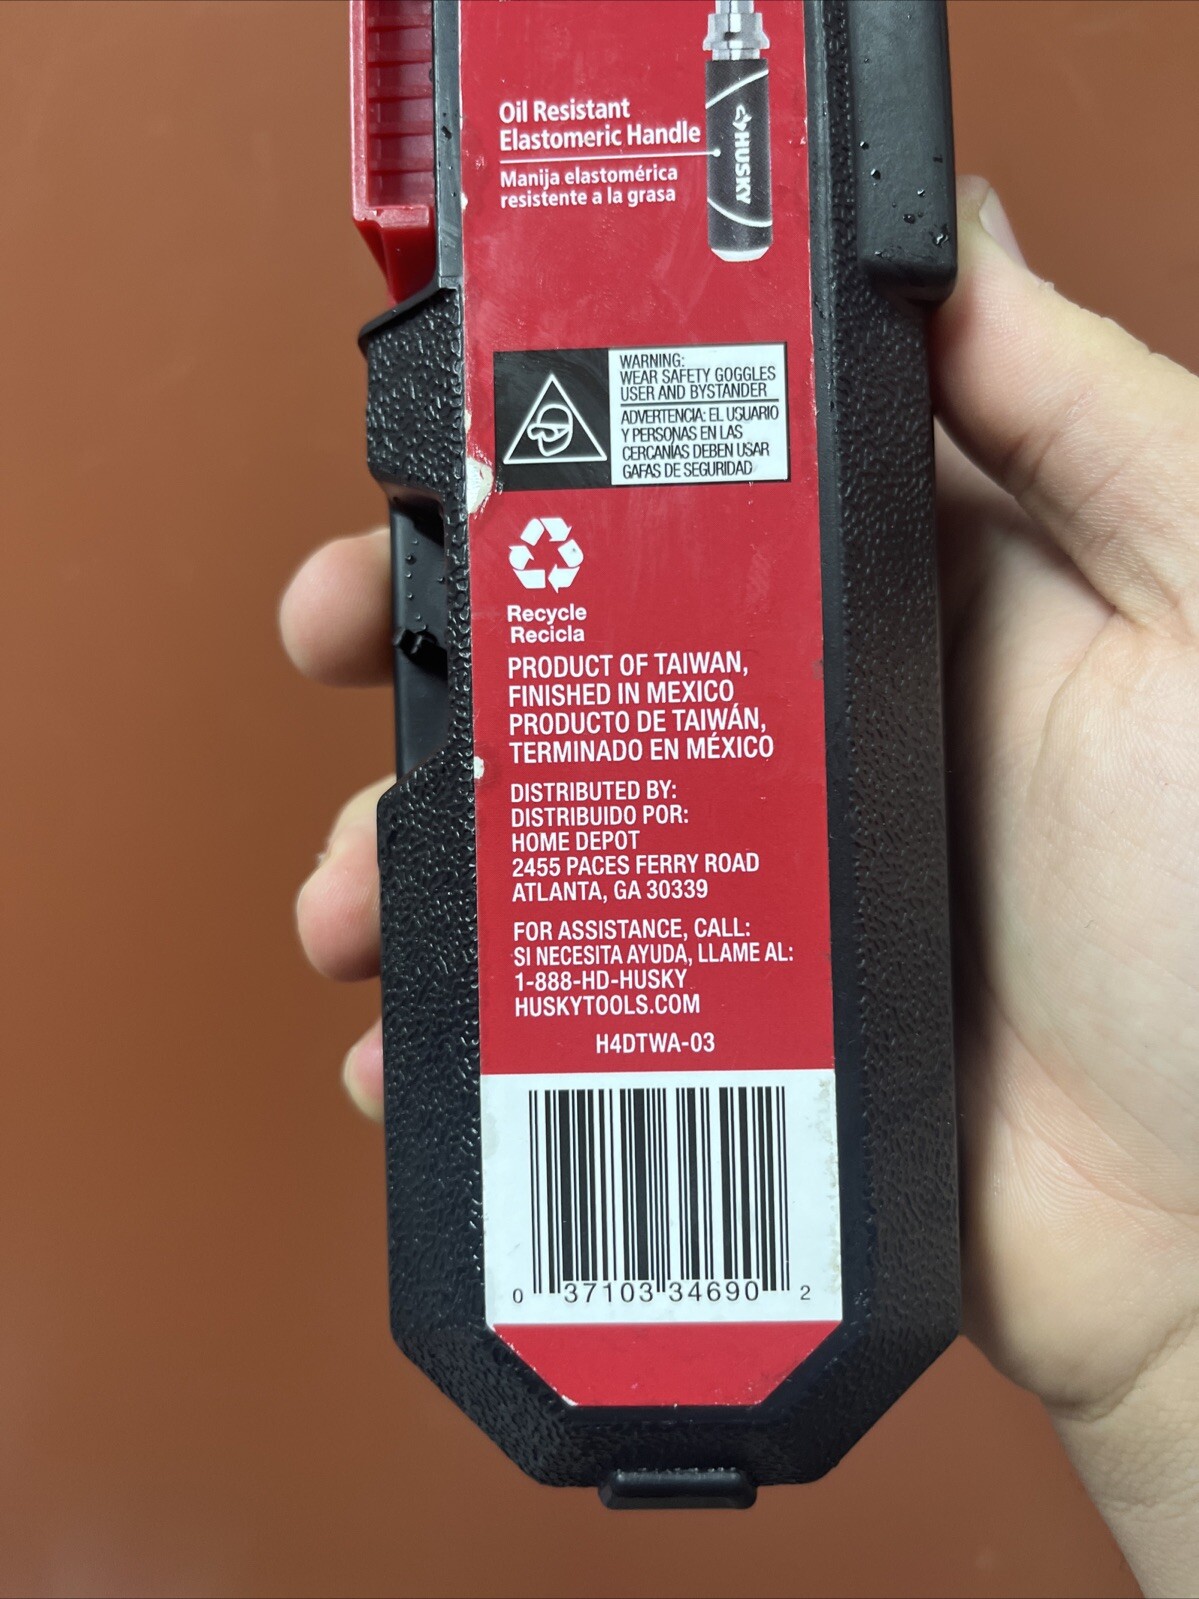 Oil Resistant
Elastomeric Handle
Manija elastomérica
resistente a la grasa
HUSKY
WARNING:
WEAR SAFETY GOGGLES
USER AND BYSTANDER
ADVERTENCIA: EL USUARIO
Y PERSONAS EN LAS
CERCANÍAS DEBEN USAR
GAFAS DE SEGURIDAD
Recycle
Recicla
PRODUCT OF TAIWAN,
FINISHED IN MEXICO
PRODUCTO DE TAIWÁN,
TERMINADO EN MÉXICO
DISTRIBUTED BY:
DISTRIBUIDO POR:
HOME DEPOT
2455 PACES FERRY ROAD
ATLANTA, GA 30339
FOR ASSISTANCE, CALL:
SI NECESITA AYUDA, LLAME AL:
1-888-HD-HUSKY
HUSKYTOOLS.COM
H4DTWA-03
0 37103 34690 2